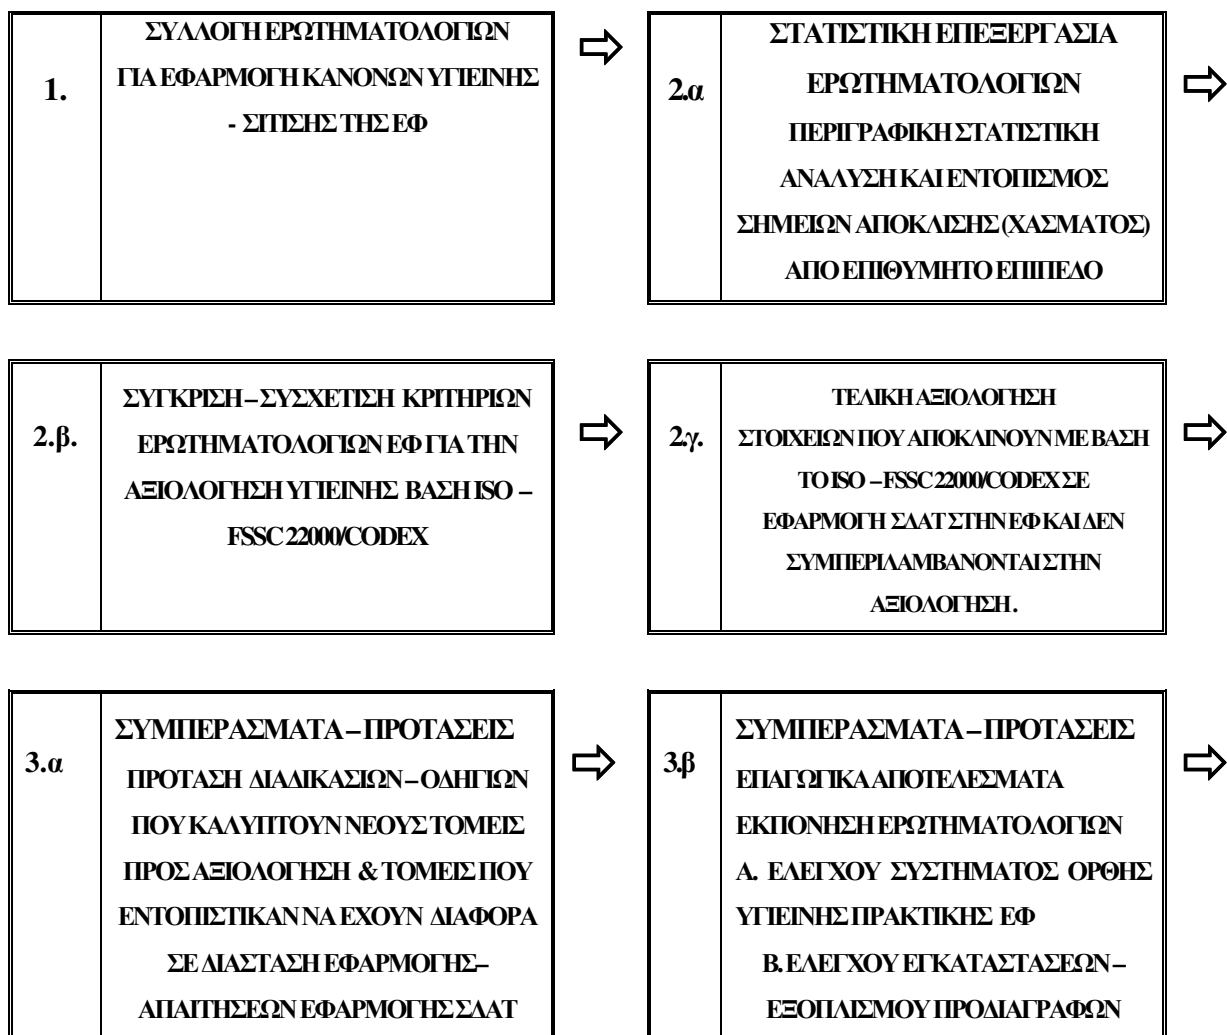 1.
ΣΥΛΛΟΓΗ ΕΡΩΤΗΜΑΤΟΛΟΓΙΩΝ
ΓΙΑ ΕΦΑΡΜΟΓΗ ΚΑΝΟΝΩΝ ΥΓΙΕΙΝΗΣ
- ΣΙΤΙΣΗΣ ΤΗΣ ΕΦ
2.α
ΣΤΑΤΙΣΤΙΚΗ ΕΠΕΞΕΡΓΑΣΙΑ
ΕΡΩΤΗΜΑΤΟΛΟΓΙΩΝ
ΠΕΡΙΓΡΑΦΙΚΗ ΣΤΑΤΙΣΤΙΚΗ
ΑΝΑΛΥΣΗ ΚΑΙ ΕΝΤΟΠΙΣΜΟΣ
ΣΗΜΕΙΩΝ ΑΠΟΚΛΙΣΗΣ (ΧΑΣΜΑΤΟΣ)
ΑΠΟ ΕΠΙΘΥΜΗΤΟ ΕΠΙΠΕΔΟ
2.β.
ΣΥΓΚΡΙΣΗ – ΣΥΣΧΕΤΙΣΗ ΚΡΙΤΗΡΙΩΝ
ΕΡΩΤΗΜΑΤΟΛΟΓΙΩΝ ΕΦ ΓΙΑ ΤΗΝ
ΑΞΙΟΛΟΓΗΣΗ ΥΓΙΕΙΝΗΣ ΒΑΣΗ ISO –
FSSC 22000/CODEX
2.γ.
ΤΕΛΙΚΗ ΑΞΙΟΛΟΓΗΣΗ
ΣΤΟΙΧΕΙΩΝ ΠΟΥ ΑΠΟΚΛΙΝΟΥΝ ΜΕ ΒΑΣΗ
ΤΟ ISO – FSSC 22000/CODEX ΣΕ
ΕΦΑΡΜΟΓΗ ΣΔΑΤ ΣΤΗΝ ΕΦ ΚΑΙ ΔΕΝ
ΣΥΜΠΕΡΙΛΑΜΒΑΝΟΝΤΑΙ ΣΤΗΝ
ΑΞΙΟΛΟΓΗΣΗ.
3.α
ΣΥΜΠΕΡΑΣΜΑΤΑ – ΠΡΟΤΑΣΕΙΣ
ΠΡΟΤΑΣΗ ΔΙΑΔΙΚΑΣΙΩΝ – ΟΔΗΓΙΩΝ
ΠΟΥ ΚΑΛΥΠΤΟΥΝ ΝΕΟΥΣ ΤΟΜΕΙΣ
ΠΡΟΣ ΑΞΙΟΛΟΓΗΣΗ & ΤΟΜΕΙΣ ΠΟΥ
ΕΝΤΟΠΙΣΤΙΚΑΝ ΝΑ ΕΧΟΥΝ ΔΙΑΦΟΡΑ
ΣΕ ΔΙΑΣΤΑΣΗ ΕΦΑΡΜΟΓΗΣ–
ΑΠΑΙΤΗΣΕΩΝ ΕΦΑΡΜΟΓΗΣ ΣΔΑΤ
3.β
ΣΥΜΠΕΡΑΣΜΑΤΑ – ΠΡΟΤΑΣΕΙΣ
ΕΠΑΓΩΓΙΚΑ ΑΠΟΤΕΛΕΣΜΑΤΑ
ΕΚΠΟΝΗΣΗ ΕΡΩΤΗΜΑΤΟΛΟΓΙΩΝ
Α. ΕΛΕΓΧΟΥ ΣΥΣΤΗΜΑΤΟΣ ΟΡΘΗΣ
ΥΓΙΕΙΝΗΣ ΠΡΑΚΤΙΚΗΣ ΕΦ
Β. ΕΛΕΓΧΟΥ ΕΓΚΑΤΑΣΤΑΣΕΩΝ –
ΕΞΟΠΛΙΣΜΟΥ ΠΡΟΔΙΑΓΡΑΦΩΝ